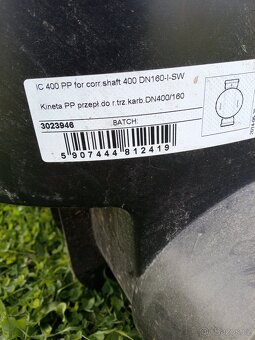 IC 400 PP for corr.shaft 400 DN160-I-SW
Kineta PP przepł.do r.trz.karb.DN400/160
3023946
BATCH:
5 907444 812419